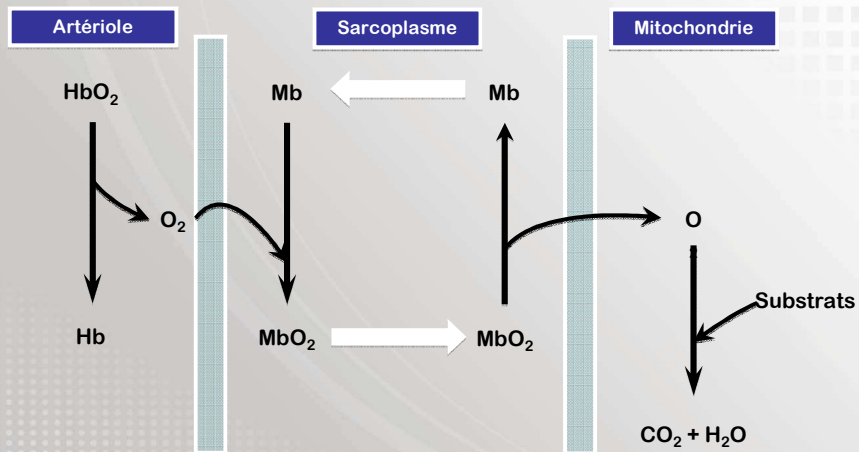 Artériole
Sarcoplasme
Mitochondrie
HbO₂
Mb
Mb
O₂
O
Substrats
Hb
MbO₂
MbO₂
CO₂ + H₂O